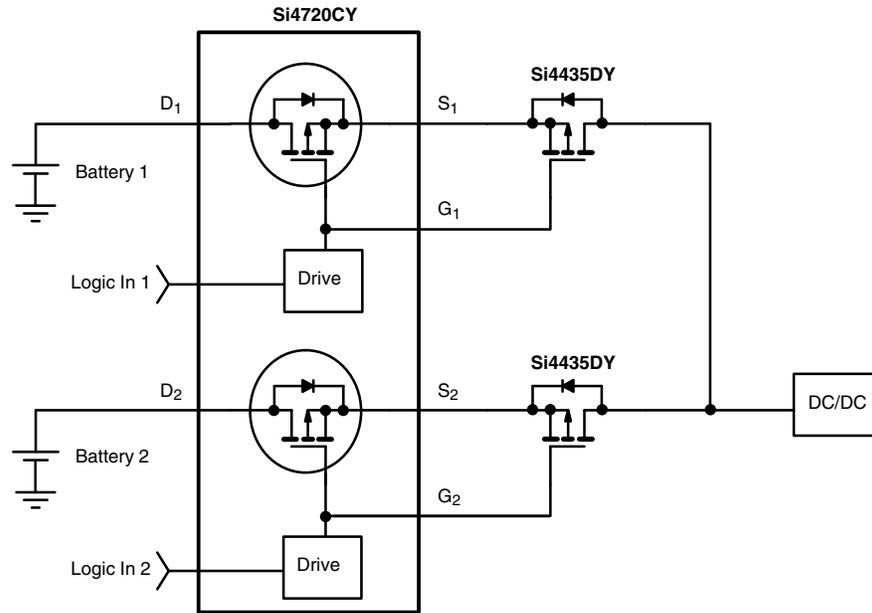 Si4720CY
Si4435DY
D1
S1
Battery 1
G1
Logic In 1
Drive
Si4435DY
D2
S2
DC/DC
Battery 2
G2
Logic In 2
Drive